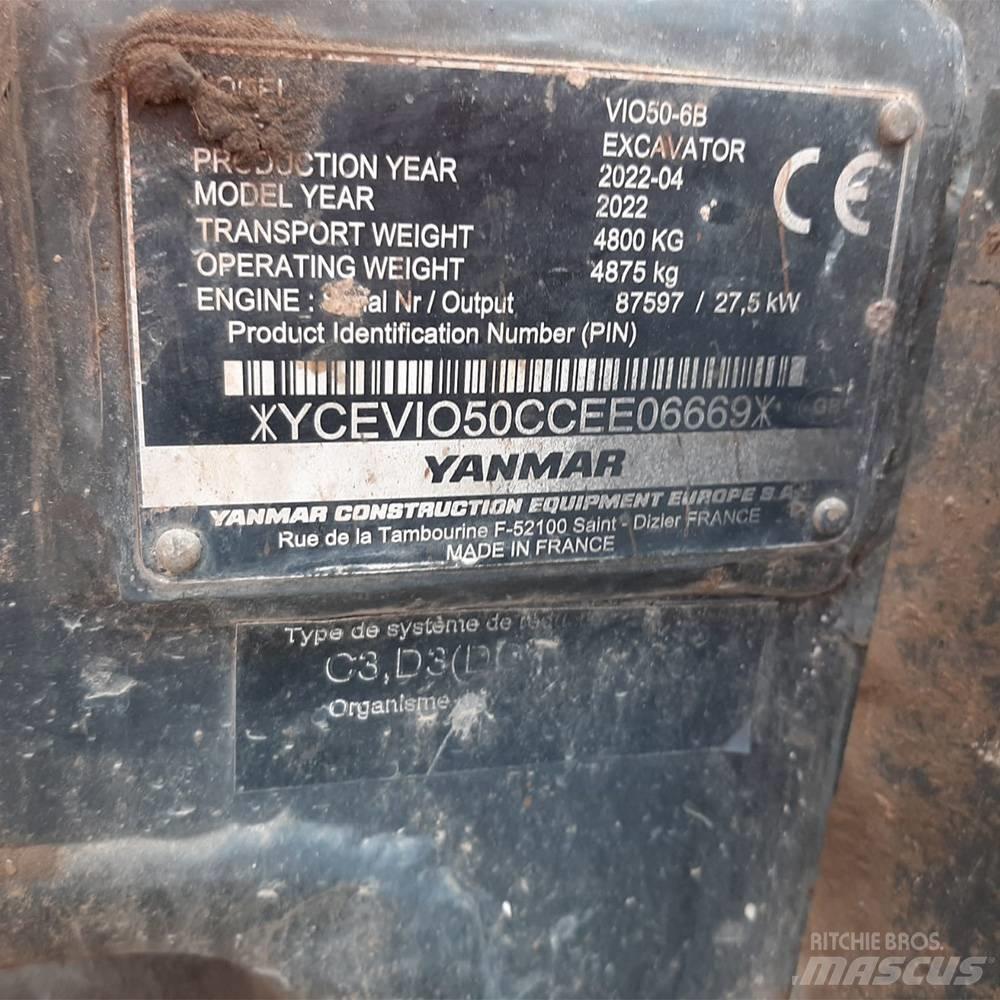 VIO50-6B
EXCAVATOR
PRODUCTION YEAR 2022-04
MODEL YEAR 2022
TRANSPORT WEIGHT 4800 KG
OPERATING WEIGHT 4875 kg
ENGINE : Serial Nr / Output 87597 / 27,5 kW
Product Identification Number (PIN)
*YCEVIO50CCEE06669*
YANMAR
YANMAR CONSTRUCTION EQUIPMENT EUROPE S.A.
Rue de la Tambourine F-52100 Saint - Dizier FRANCE
MADE IN FRANCE
CE
Type de système de
C3,D3
Organisme
RITCHIE BROS.
MASCUS